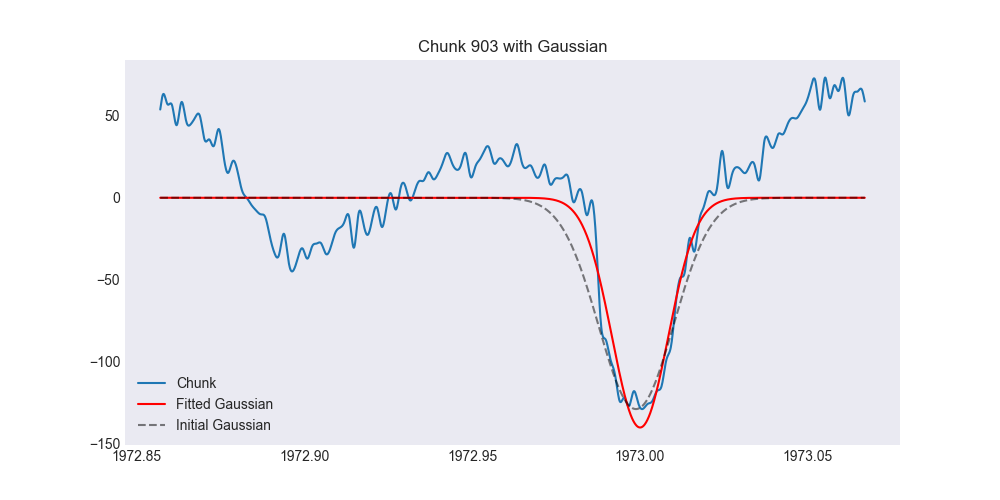 Chunk 903 with Gaussian
50
0
−50
−100
−150
Chunk
Fitted Gaussian
Initial Gaussian
1972.85 1972.90 1972.95 1973.00 1973.05